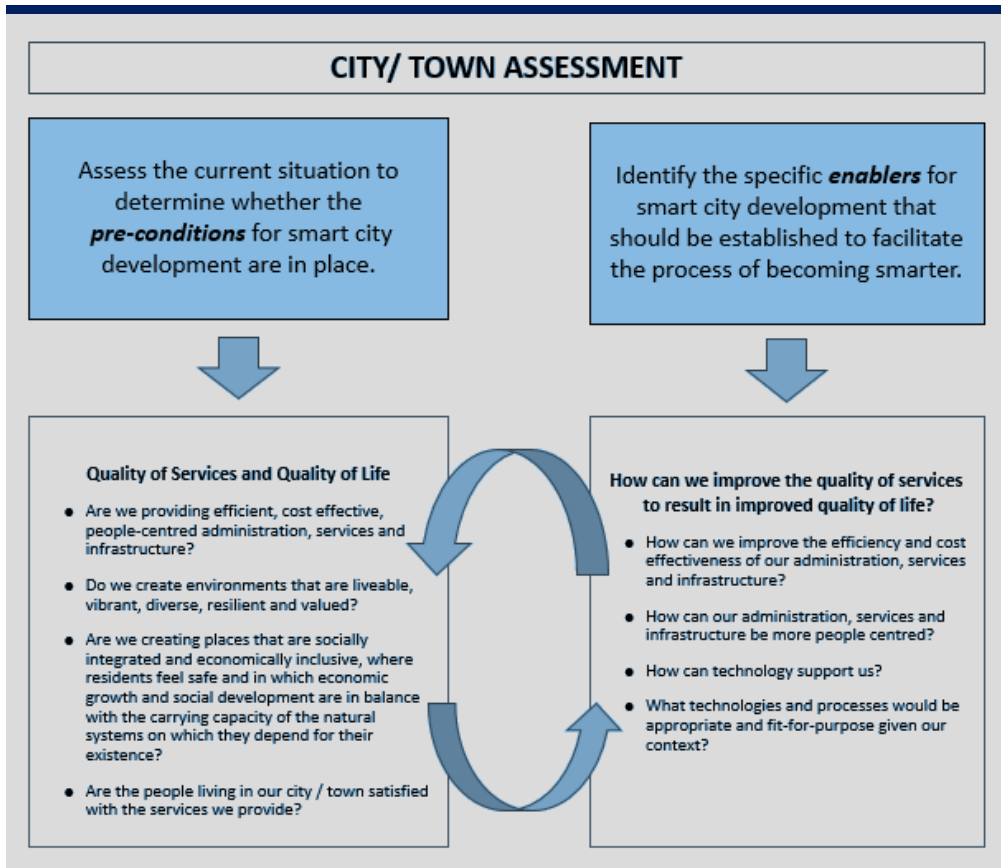 CITY/ TOWN ASSESSMENT
Assess the current situation to
determine whether the
pre-conditions for smart city
development are in place.
Identify the specific enablers for
smart city development that
should be established to facilitate
the process of becoming smarter.
Quality of Services and Quality of Life
● Are we providing efficient, cost effective,
people-centred administration, services and
infrastructure?
● Do we create environments that are liveable,
vibrant, diverse, resilient and valued?
● Are we creating places that are socially
integrated and economically inclusive, where
residents feel safe and in which economic
growth and social development are in balance
with the carrying capacity of the natural
systems on which they depend for their
existence?
● Are the people living in our city / town satisfied
with the services we provide?
How can we improve the quality of services
to result in improved quality of life?
● How can we improve the efficiency and cost
effectiveness of our administration, services
and infrastructure?
● How can our administration, services and
infrastructure be more people centred?
● How can technology support us?
● What technologies and processes would be
appropriate and fit-for-purpose given our
context?